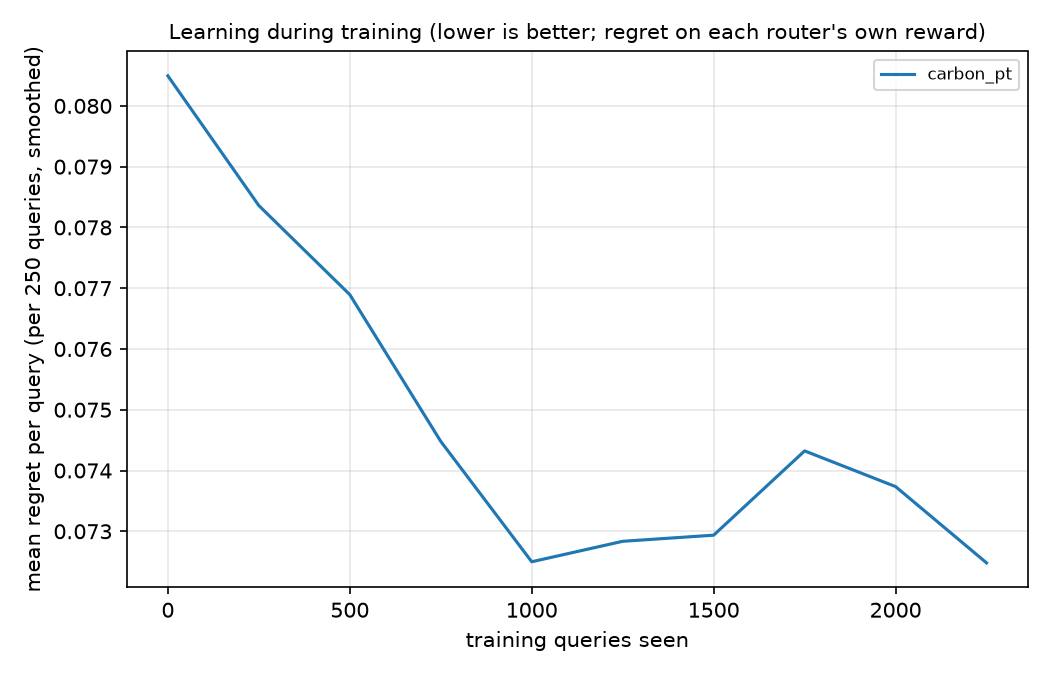 Learning during training (lower is better; regret on each router's own reward)
carbon_pt
mean regret per query (per 250 queries, smoothed)
0.080
0.079
0.078
0.077
0.076
0.075
0.074
0.073
0 500 1000 1500 2000
training queries seen